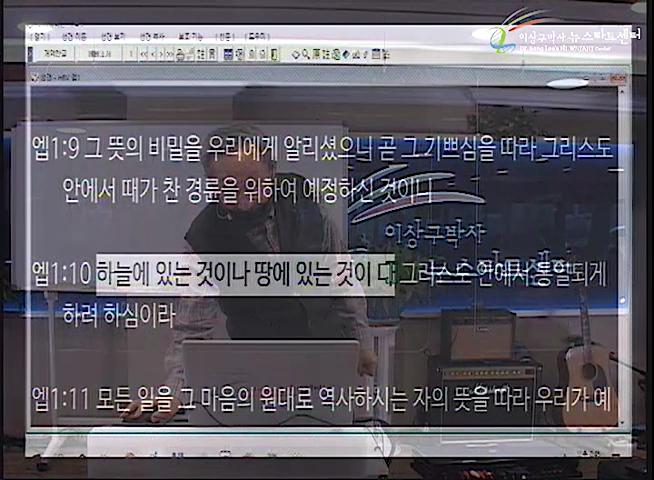 이상구박사 뉴스타트센터
엡1:9 그 뜻의 비밀을 우리에게 알리셨으니 곧 그 기쁘심을 따라 그리스도
안에서 때가 찬 경륜을 위하여 예정하신 것이니
이상구박사
엡1:10 하늘에 있는 것이나 땅에 있는 것이 다 그리스도 안에서 통일되게
하려 하심이라
엡1:11 모든 일을 그 마음의 원대로 역사하시는 자의 뜻을 따라 우리가 예